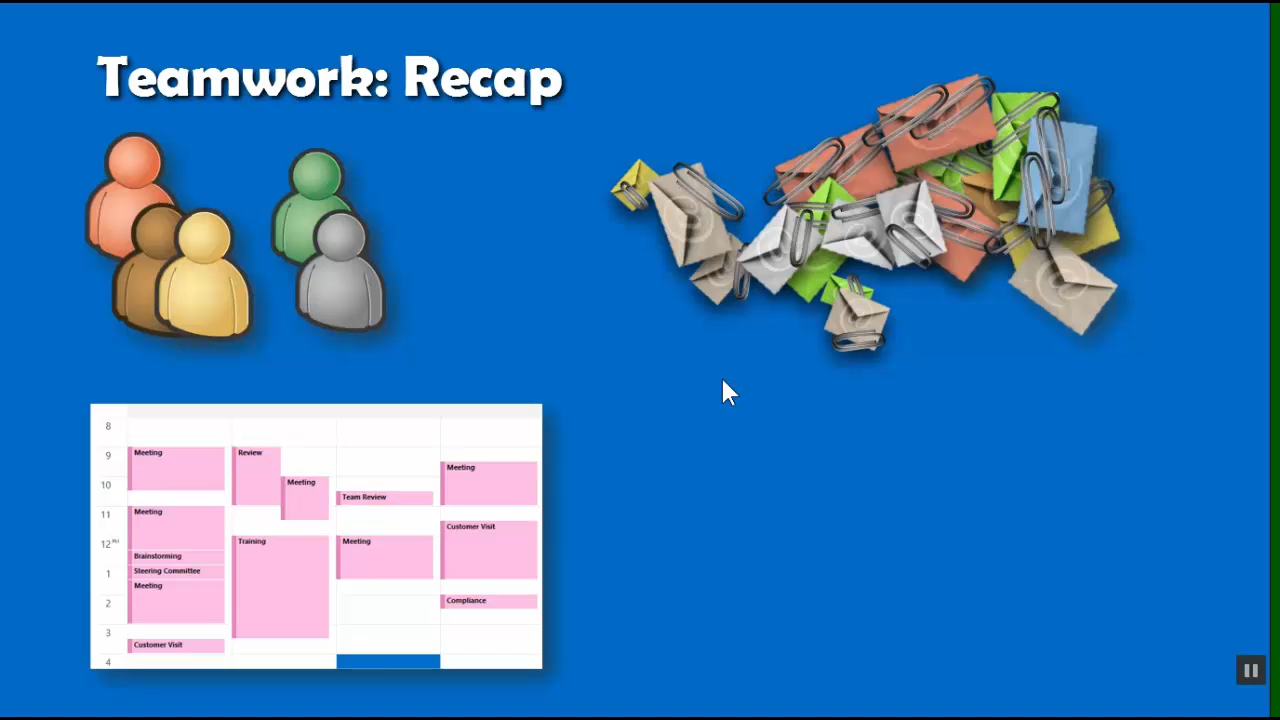 Teamwork: Recap
8
9
10
11
12PM
1
2
3
4
Meeting
Meeting
Brainstorming
Steering Committee
Meeting
Customer Visit
Review
Meeting
Training
Team Review
Meeting
Meeting
Customer Visit
Compliance